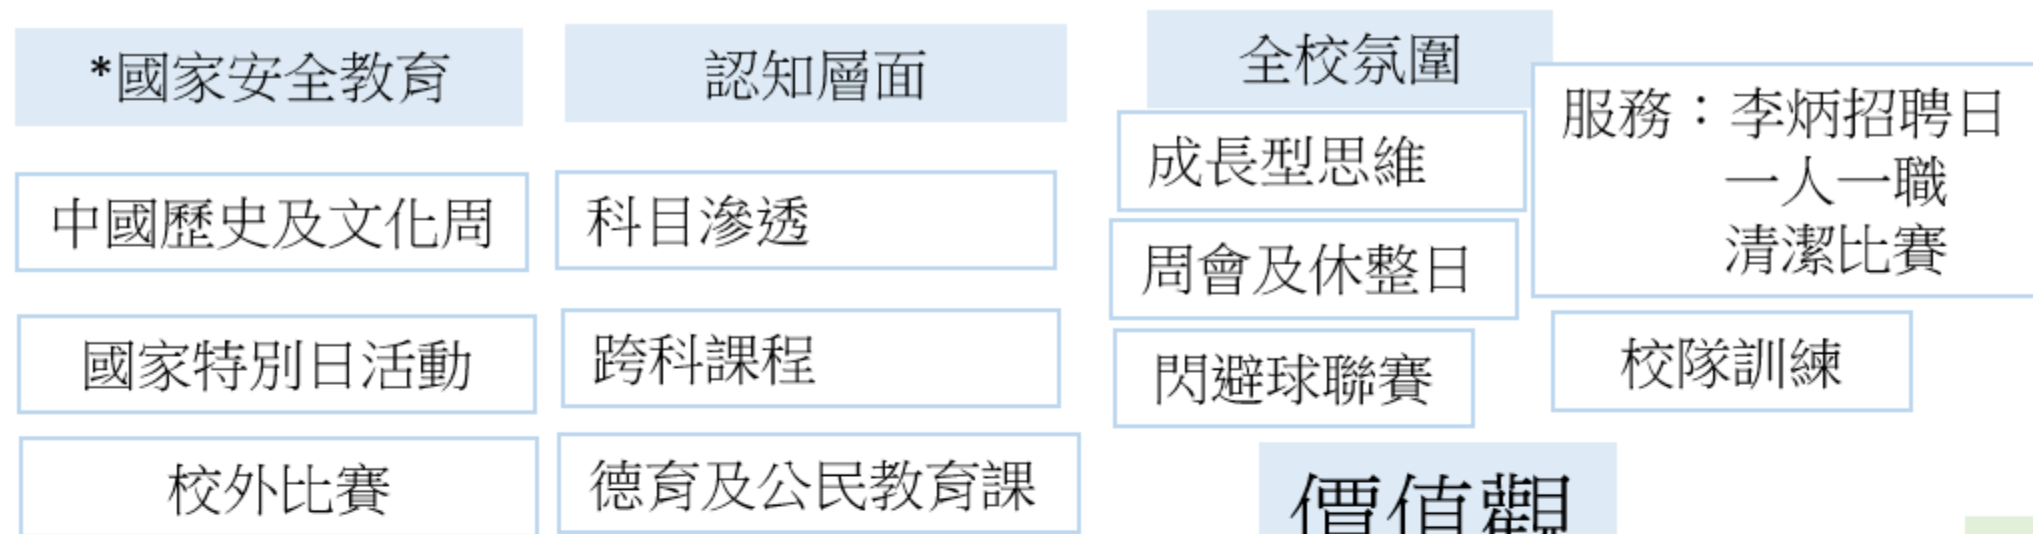 *國家安全教育
中國歷史及文化周
國家特別日活動
校外比賽
認知層面
科目滲透
跨科課程
德育及公民教育課
全校氛圍
成長型思維
周會及休整日
閃避球聯賽
服務：李炳招聘日
一人一職
清潔比賽
校隊訓練
價值觀